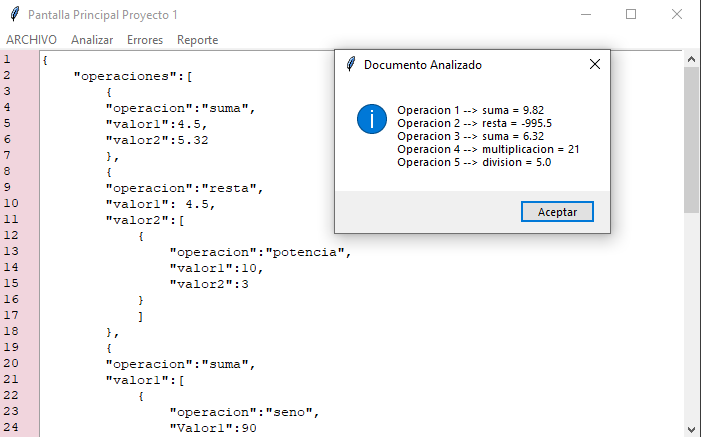 Pantalla Principal Proyecto 1
ARCHIVO Analizar Errores Reporte
1 {
2 "operaciones":[
3 {
4 "operacion":"suma",
5 "valor1":4.5,
6 "valor2":5.32
7 },
8 {
9 "operacion":"resta",
10 "valor1": 4.5,
11 "valor2":[
12 {
13 "operacion":"potencia",
14 "valor1":10,
15 "valor2":3
16 }
17 ]
18 },
19 {
20 "operacion":"suma",
21 "valor1":[
22 {
23 "operacion":"seno",
24 "Valor1":90
Documento Analizado
Operacion 1 --> suma = 9.82
Operacion 2 --> resta = -995.5
Operacion 3 --> suma = 6.32
Operacion 4 --> multiplicacion = 21
Operacion 5 --> division = 5.0
Aceptar